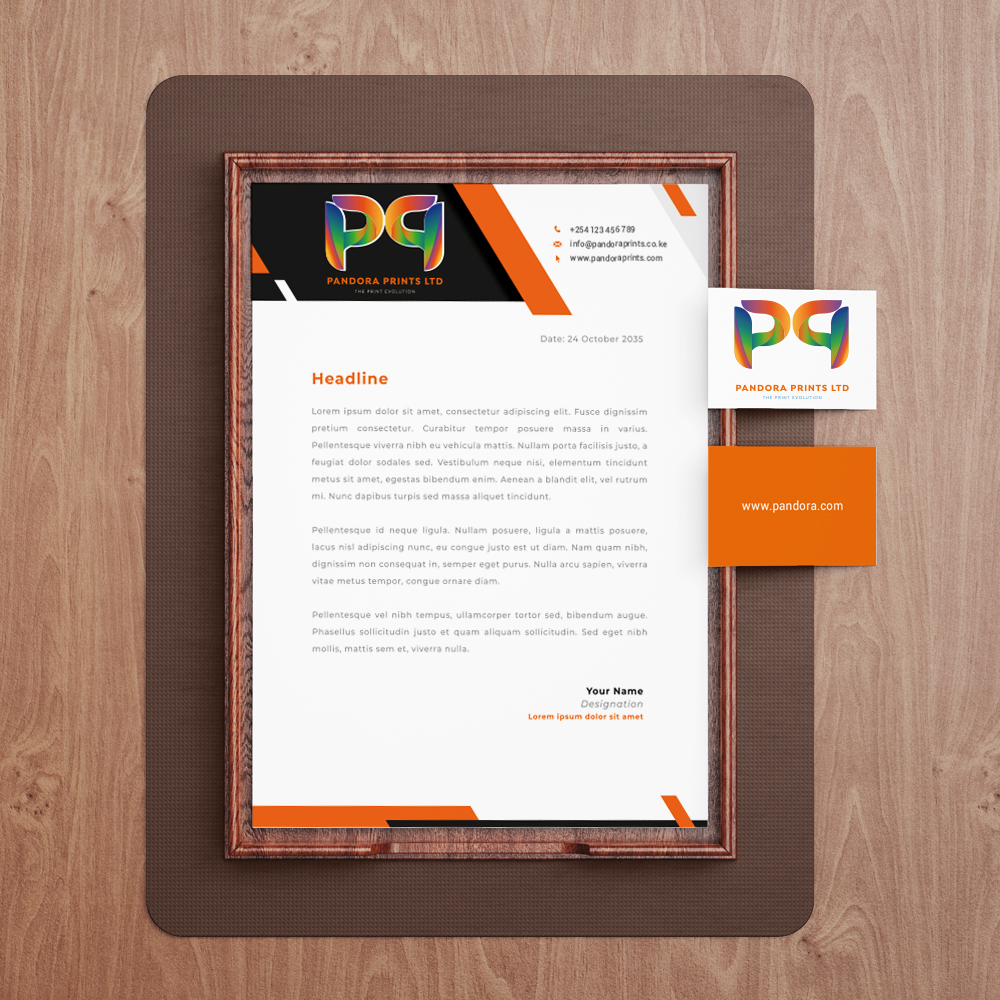 PP
PANDORA PRINTS LTD
THE PRINT EVOLUTION
+254 123 456 789
info@pandoraprints.co.ke
www.pandoraprints.com
Date: 24 October 2035
Headline
Lorem ipsum dolor sit amet, consectetur adipiscing elit. Fusce dignissim
pretium consectetur. Curabitur tempor posuere massa in varius.
Pellentesque viverra nibh eu vehicula mattis. Nullam porta facilisis justo, a
feugiat dolor sodales sed. Vestibulum neque nisi, elementum tincidunt
metus sit amet, egestas bibendum enim. Aenean a blandit elit, vel rutrum
mi. Nunc dapibus turpis sed massa aliquet tincidunt.
Pellentesque id neque ligula. Nullam posuere, ligula a mattis posuere,
lacus nisl adipiscing nunc, eu congue justo est ut diam. Nam quam nibh,
dignissim non consequat in, semper eget purus. Nulla arcu sapien, viverra
vitae metus tempor, congue ornare diam.
Pellentesque vel nibh tempus, ullamcorper tortor sed, bibendum augue.
Phasellus sollicitudin justo et quam aliquam sollicitudin. Sed eget nibh
mollis, mattis sem et, viverra nulla.
Your Name
Designation
Lorem ipsum dolor sit amet
PP
PANDORA PRINTS LTD
THE PRINT EVOLUTION
www.pandora.com